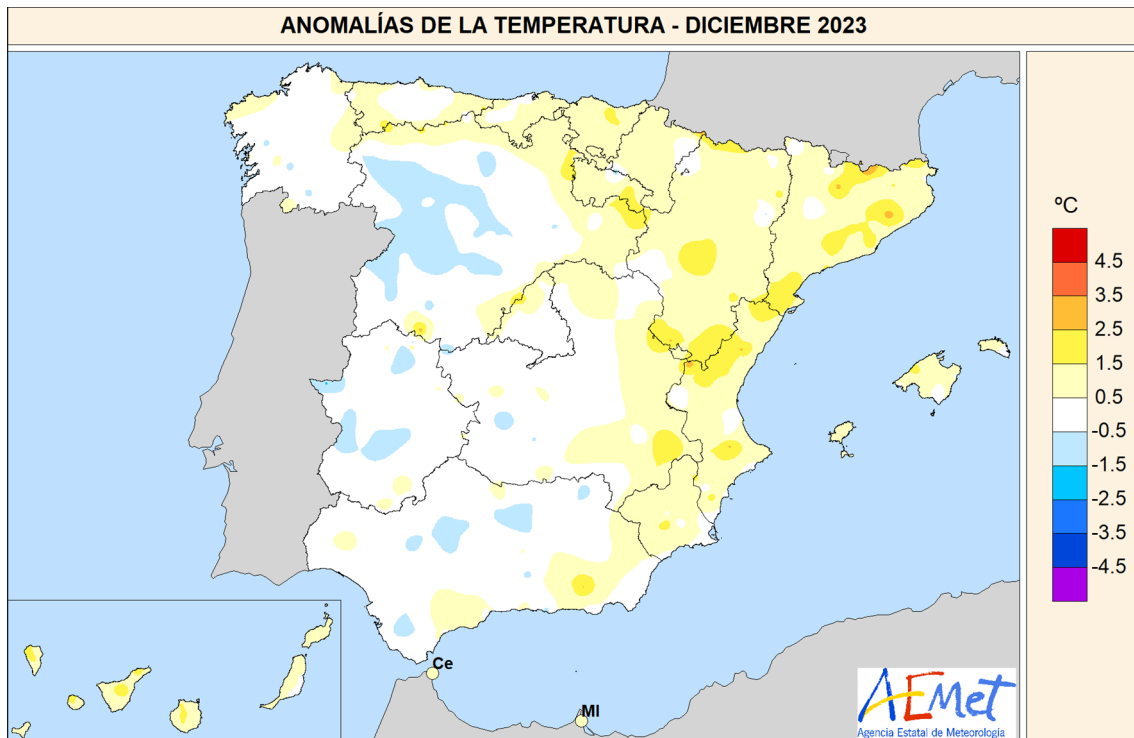 ANOMALÍAS DE LA TEMPERATURA - DICIEMBRE 2023
ºC
4.5
3.5
2.5
1.5
0.5
-0.5
-1.5
-2.5
-3.5
-4.5
Ce
Ml
AEMet
Agencia Estatal de Meteorología